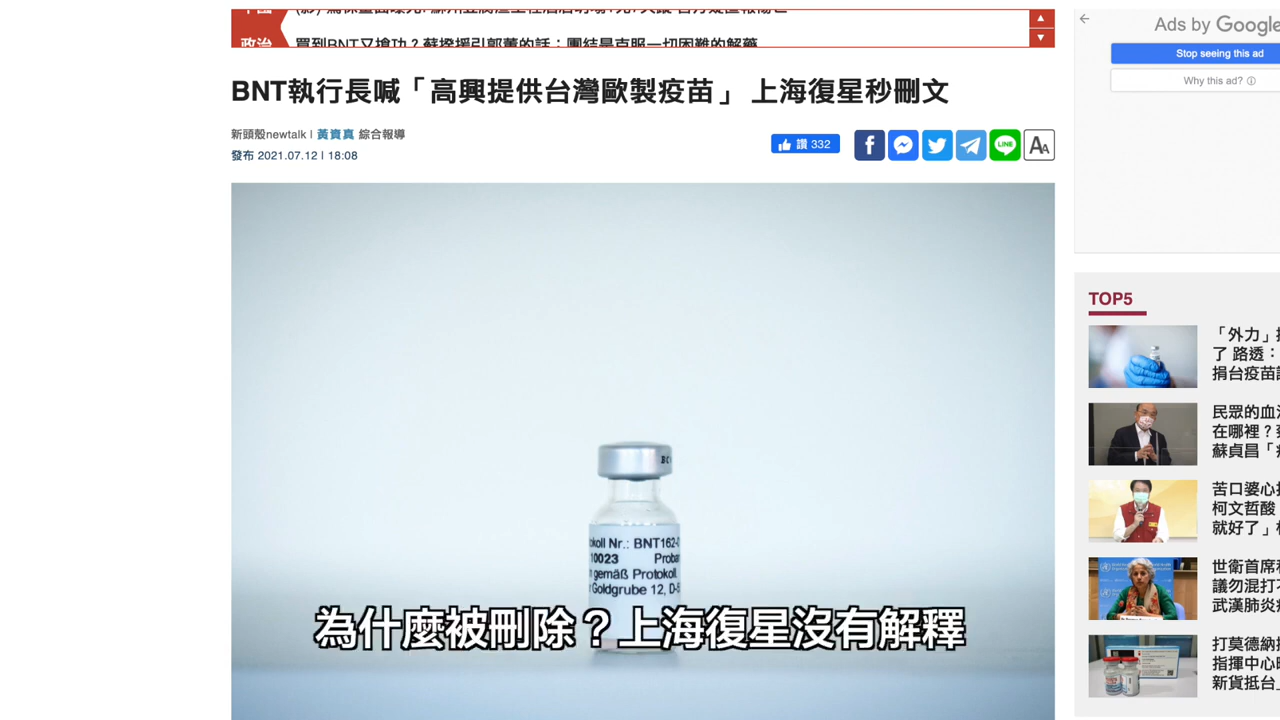 政治
買到BNT又搶功？蘇揆援引郭董的話：團結是克服一切困難的解藥
BNT執行長喊「高興提供台灣歐製疫苗」 上海復星秒刪文
新頭殼newtalk | 黃資真 綜合報導
發布 2021.07.12 | 18:08
讚 332
LINE
AA
okoll Nr.: BNT162-
10023 Proba
n gemäß Protokoll.
Goldgrube 12, D-
為什麼被刪除？上海復星沒有解釋
Ads by Google
Stop seeing this ad
Why this ad?
TOP5
「外力」
了 路透：
捐台疫苗
民眾的血
在哪裡？
蘇貞昌「
苦口婆心
柯文哲酸
就好了」
世衛首席
議勿混打
武漢肺炎
打莫德納
指揮中心
新貨抵台